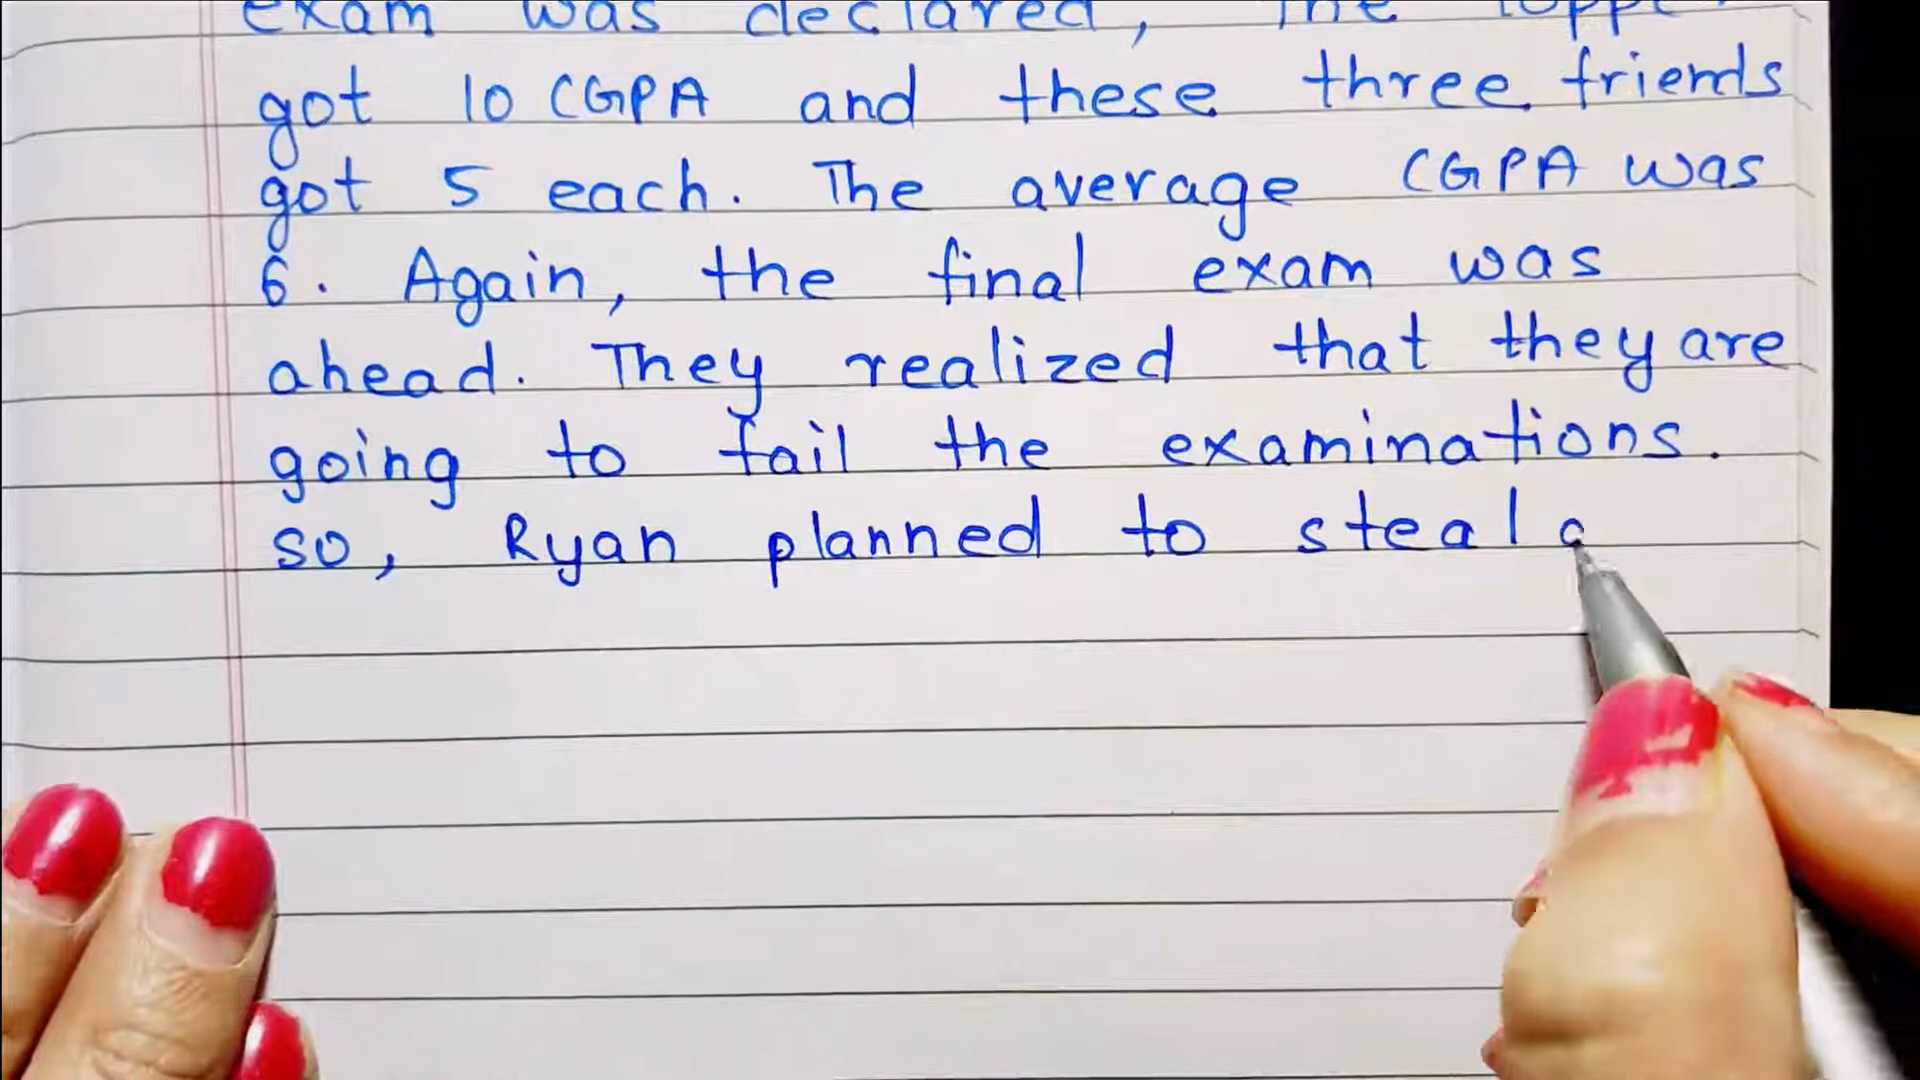 exam was declared, The
got 10 CGPA and these three friends
got 5 each. The average CGPA was
6. Again, the final exam was
ahead. They realized that they are
going to fail the examinations.
so, Ryan planned to steal